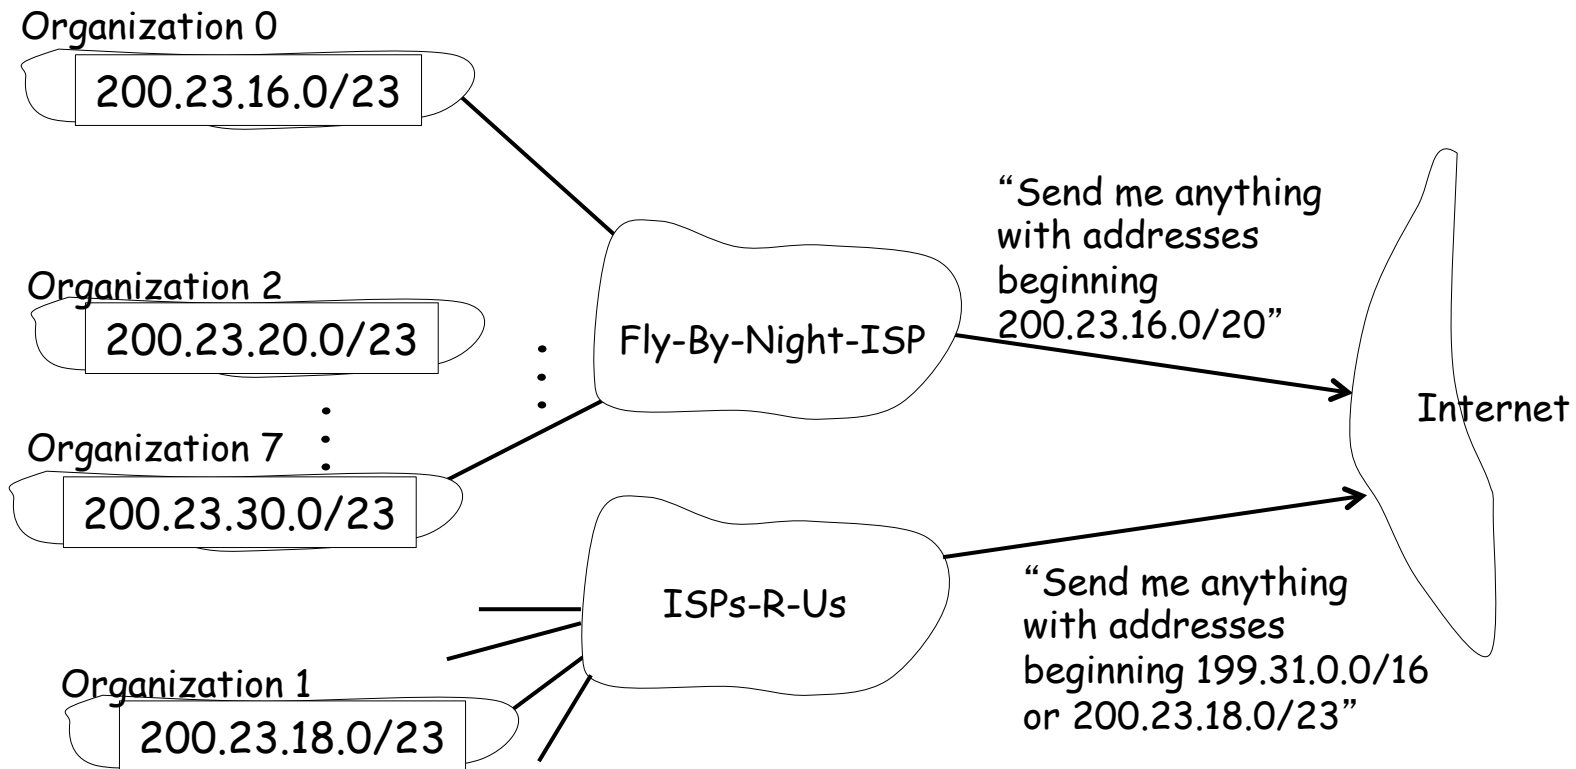 Organization 0
200.23.16.0/23
Organization 2
200.23.20.0/23
Organization 7
200.23.30.0/23
Fly-By-Night-ISP
“Send me anything
with addresses
beginning
200.23.16.0/20”
Internet
ISPs-R-Us
“Send me anything
with addresses
beginning 199.31.0.0/16
or 200.23.18.0/23”
Organization 1
200.23.18.0/23